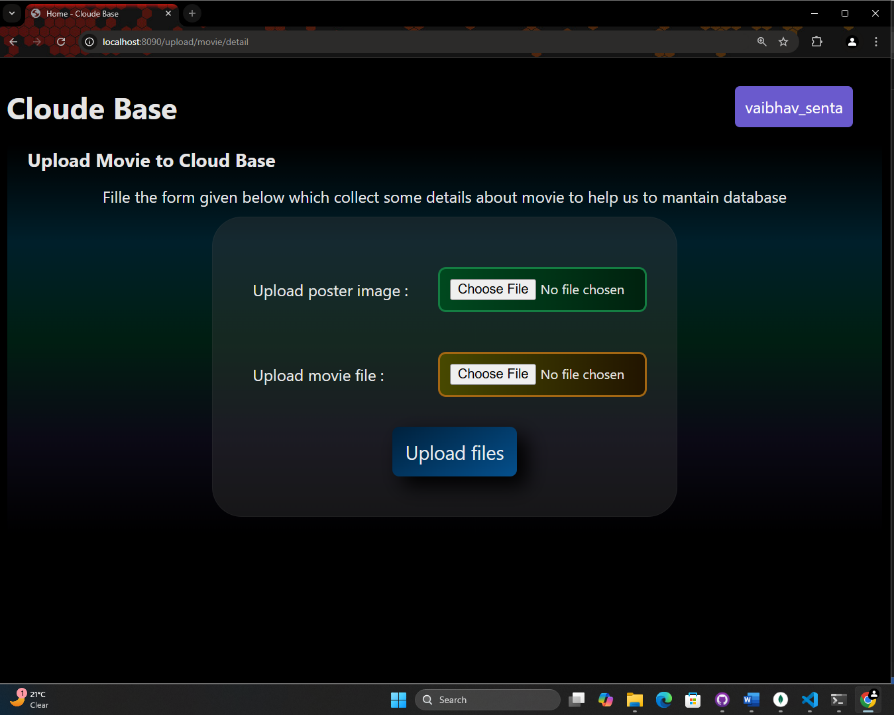 Home - Cloude Base
localhost:8090/upload/movie/detail
Cloude Base
vaibhav_senta
Upload Movie to Cloud Base
Fille the form given below which collect some details about movie to help us to mantain database
Upload poster image :
Choose File No file chosen
Upload movie file :
Choose File No file chosen
Upload files
1
21°C
Clear
Search